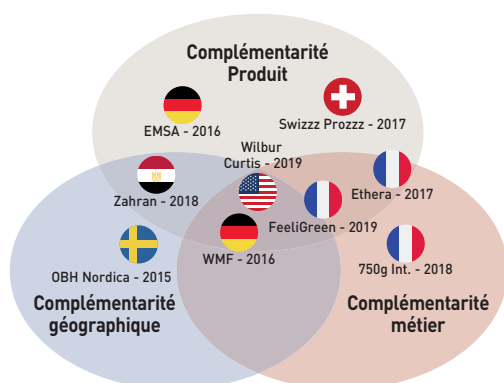 Complémentarité
Produit
EMSA - 2016
Swizzz Prozzz - 2017
Wilbur
Curtis - 2019
Zahran - 2018
Ethera - 2017
FeeliGreen - 2019
WMF - 2016
OBH Nordica - 2015
750g Int. - 2018
Complémentarité
géographique
Complémentarité
métier